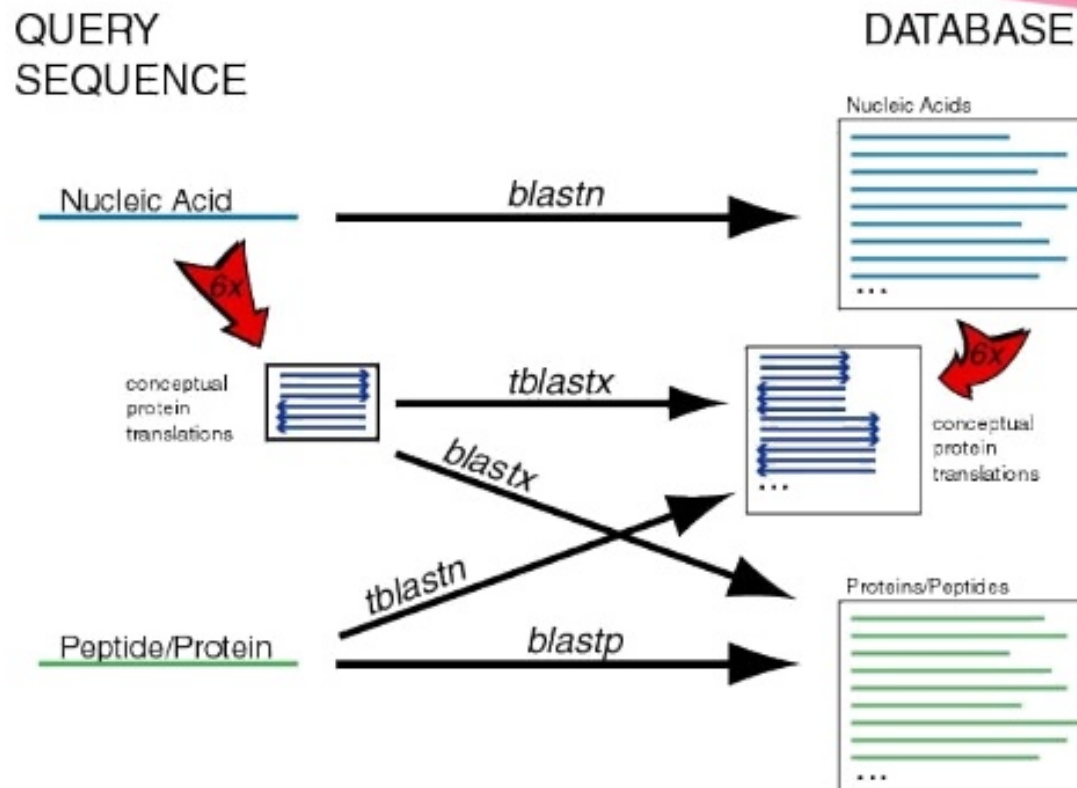 QUERY
SEQUENCE
DATABASE
Nucleic Acids
Nucleic Acid
blastn
...
6x
6x
conceptual
protein
translations
tblastx
conceptual
protein
translations
...
blastx
tblastn
Proteins/Peptides
Peptide/Protein
blastp
...